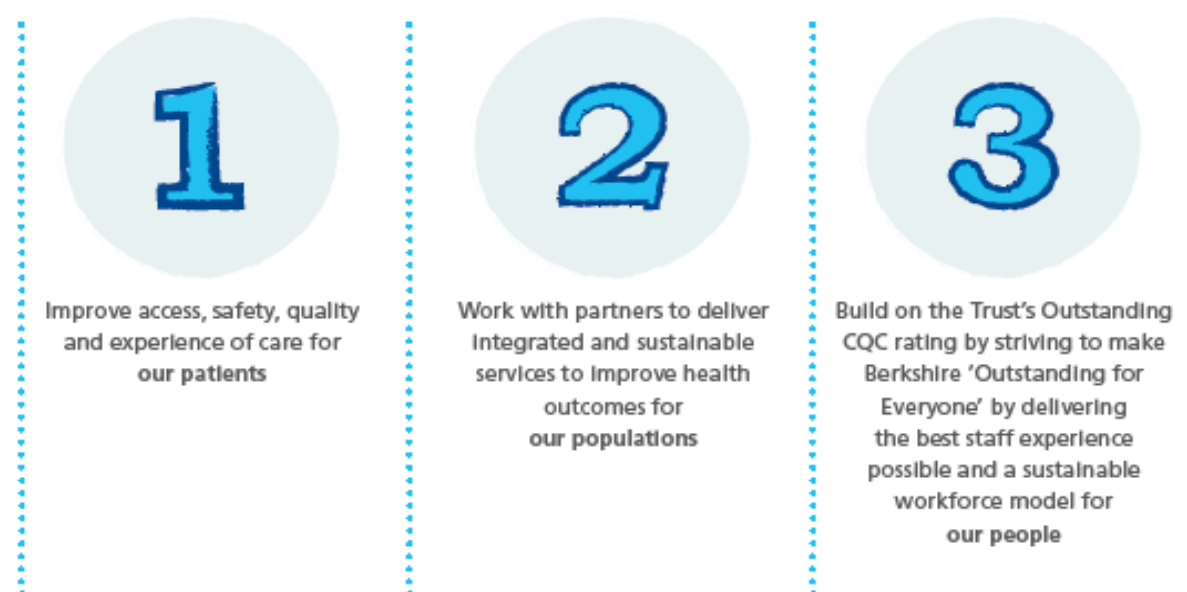 1
Improve access, safety, quality
and experience of care for
our patients
2
Work with partners to deliver
integrated and sustainable
services to improve health
outcomes for
our populations
3
Build on the Trust’s Outstanding
CQC rating by striving to make
Berkshire ‘Outstanding for
Everyone’ by delivering
the best staff experience
possible and a sustainable
workforce model for
our people